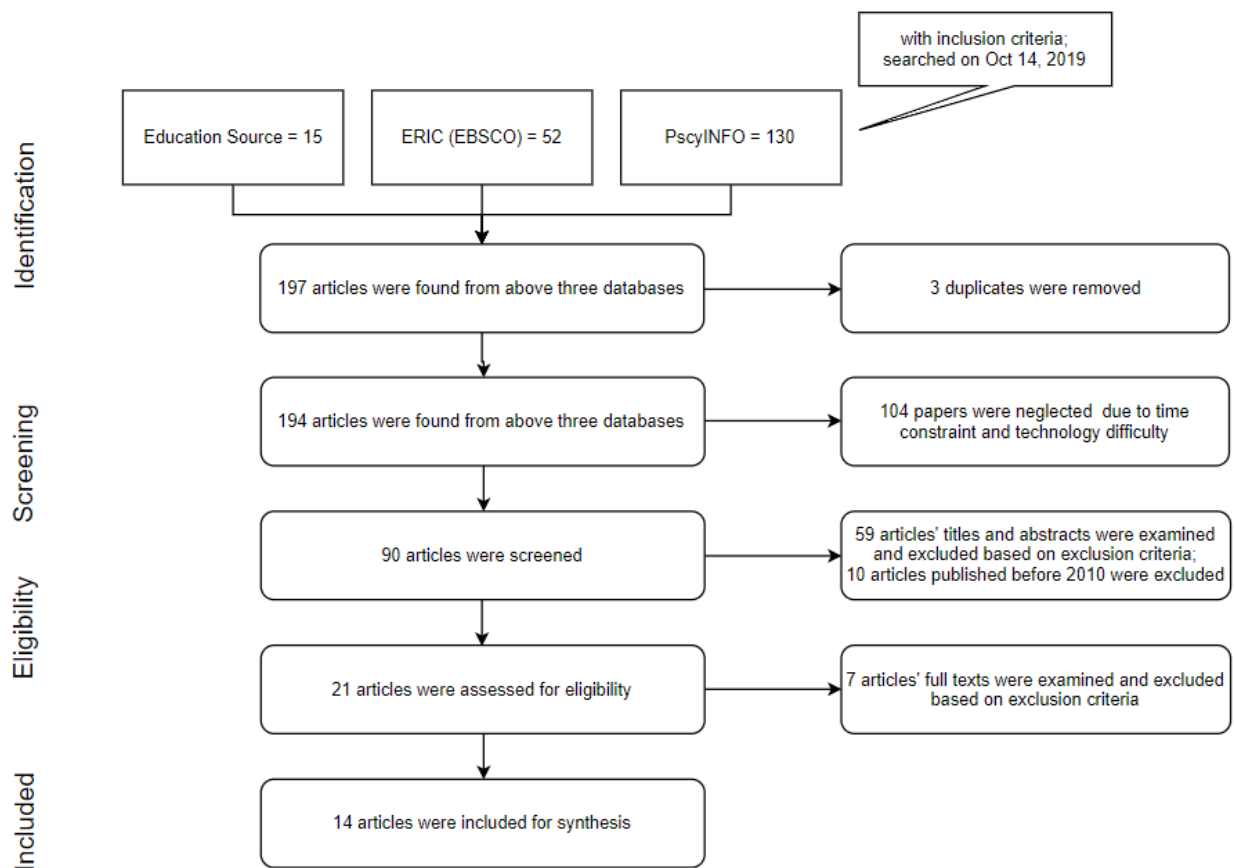 with inclusion criteria;
searched on Oct 14, 2019
Education Source = 15
ERIC (EBSCO) = 52
PscyINFO = 130
Identification
197 articles were found from above three databases
3 duplicates were removed
Screening
194 articles were found from above three databases
104 papers were neglected due to time
constraint and technology difficulty
90 articles were screened
59 articles' titles and abstracts were examined
and excluded based on exclusion criteria;
10 articles published before 2010 were excluded
Eligibility
21 articles were assessed for eligibility
7 articles' full texts were examined and excluded
based on exclusion criteria
Included
14 articles were included for synthesis